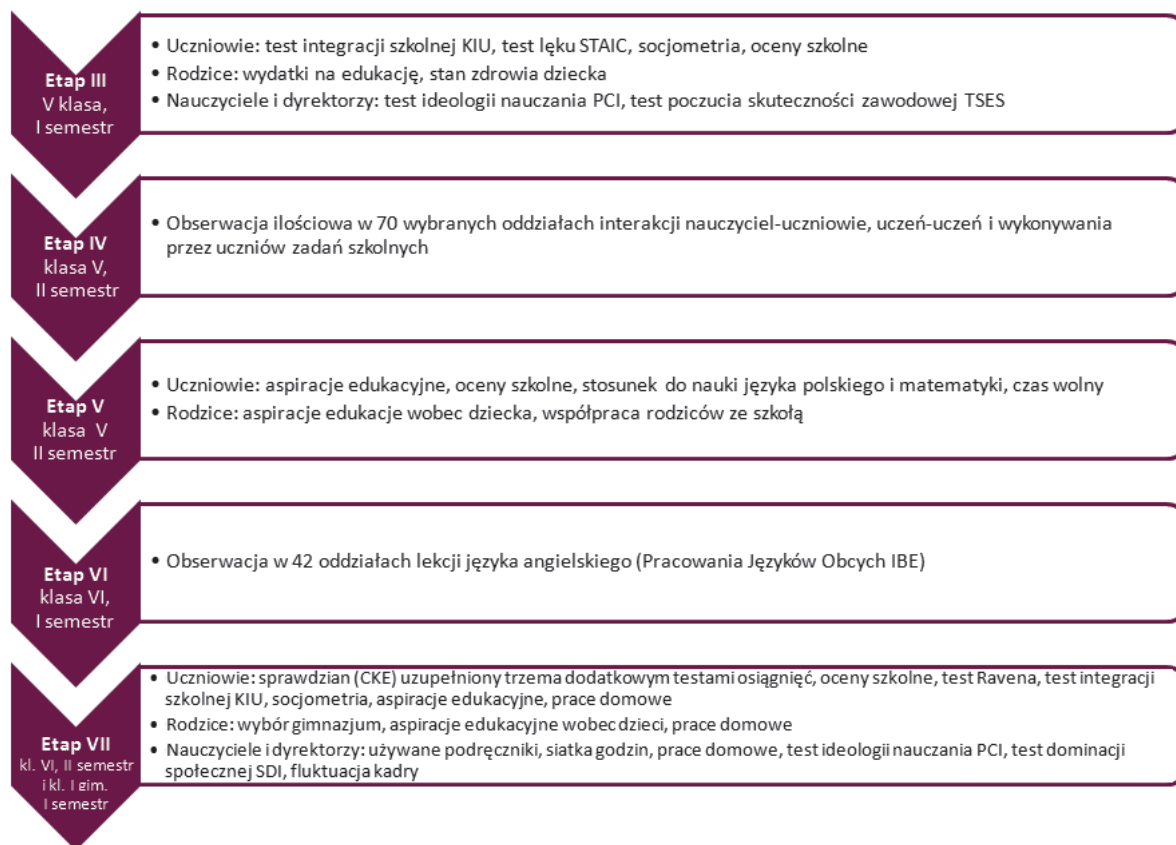 Etap III
V klasa,
I semestr
• Uczniowie: test integracji szkolnej KIU, test lęku STAIC, socjometria, oceny szkolne
• Rodzice: wydatki na edukację, stan zdrowia dziecka
• Nauczyciele i dyrektorzy: test ideologii nauczania PCI, test poczucia skuteczności zawodowej TSES
Etap IV
klasa V,
II semestr
• Obserwacja ilościowa w 70 wybranych oddziałach interakcji nauczyciel-uczniowie, uczeń-uczeń i wykonywania
przez uczniów zadań szkolnych
Etap V
klasa V
II semestr
• Uczniowie: aspiracje edukacyjne, oceny szkolne, stosunek do nauki języka polskiego i matematyki, czas wolny
• Rodzice: aspiracje edukacje wobec dziecka, współpraca rodziców ze szkołą
Etap VI
klasa VI,
I semestr
• Obserwacja w 42 oddziałach lekcji języka angielskiego (Pracowania Języków Obcych IBE)
Etap VII
kl. VI, II semestr
i kl. I gim.
I semestr
• Uczniowie: sprawdzian (CKE) uzupełniony trzema dodatkowym testami osiągnięć, oceny szkolne, test Ravena, test integracji
szkolnej KIU, socjometria, aspiracje edukacyjne, prace domowe
• Rodzice: wybór gimnazjum, aspiracje edukacyjne wobec dzieci, prace domowe
• Nauczyciele i dyrektorzy: używane podręczniki, siatka godzin, prace domowe, test ideologii nauczania PCI, test dominacji
społecznej SDI, fluktuacja kadry